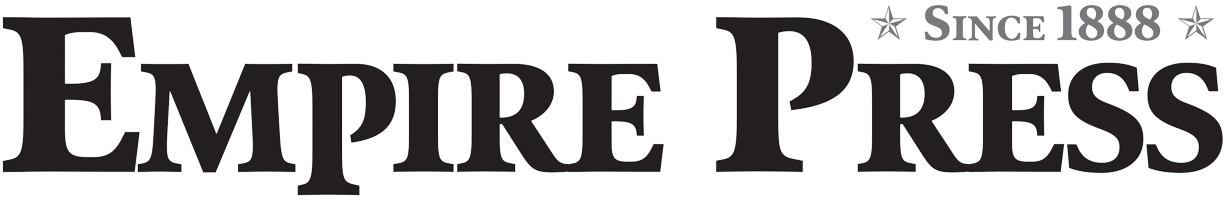 ★ Since 1888 ★
Empire Press